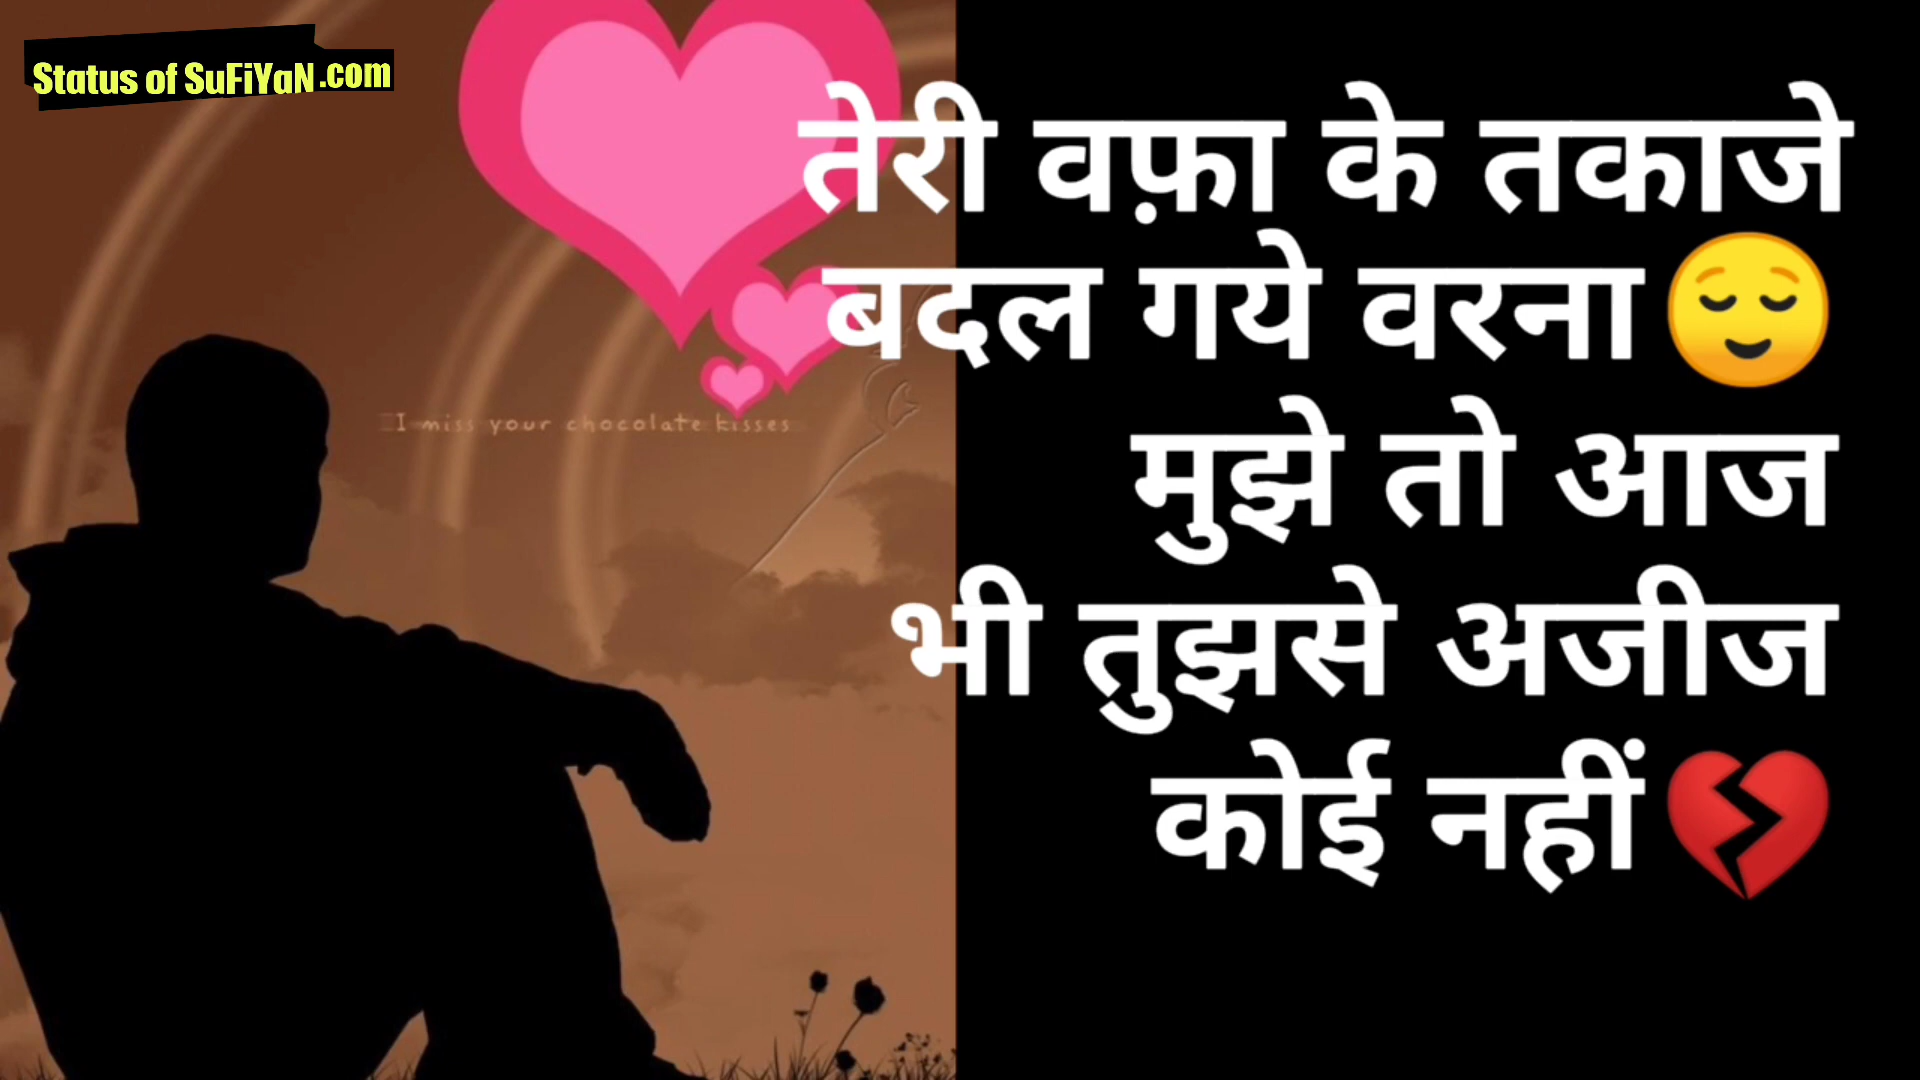 Status of SuFiYaN.com
तेरी वफ़ा के तकाजे
बदल गये वरना😌
I miss your chocolate kisses
मुझे तो आज
भी तुझसे अजीज
कोई नहीं💔